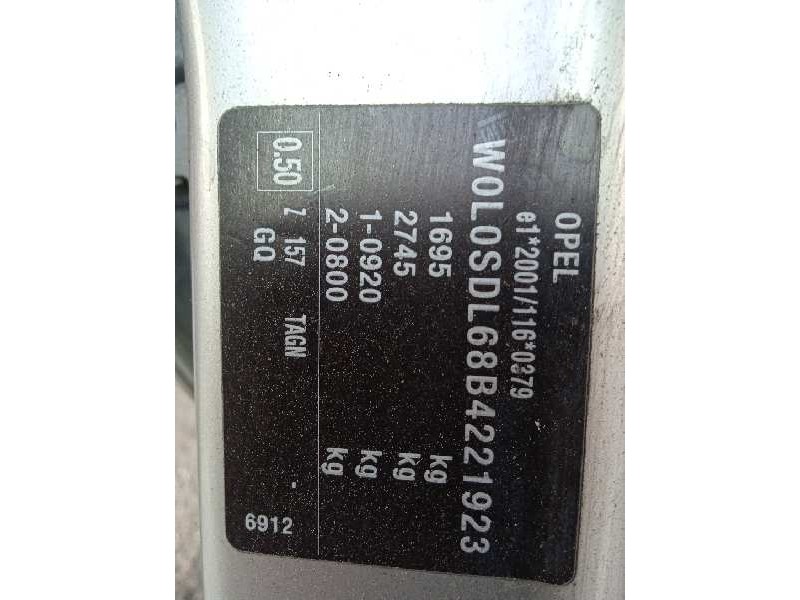 OPEL
e1*2001/116*0379
W0L0SDL68B4221923
1695 kg
2745 kg
1-0920 kg
2-0800 kg
0.50 Z 157 TAGN
GQ
6912